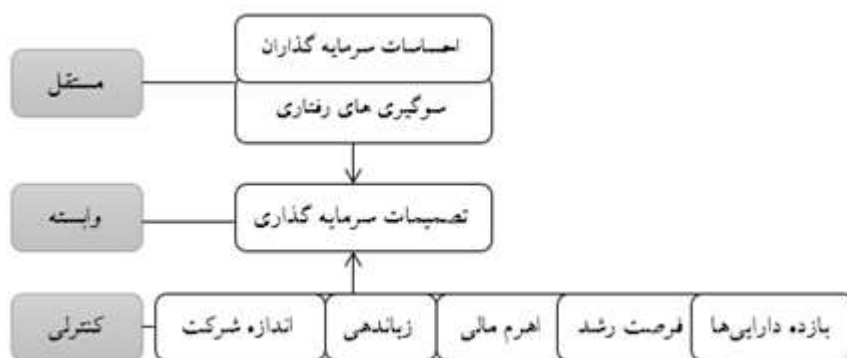 احساسات سرمایه گذاران
مستقل
سوگیری های رفتاری
وابسته
تصمیمات سرمایه گذاری
کنترلی
اندازه شرکت
زیاندهی
اهرم مالی
فرصت رشد
بازده دارایی‌ها